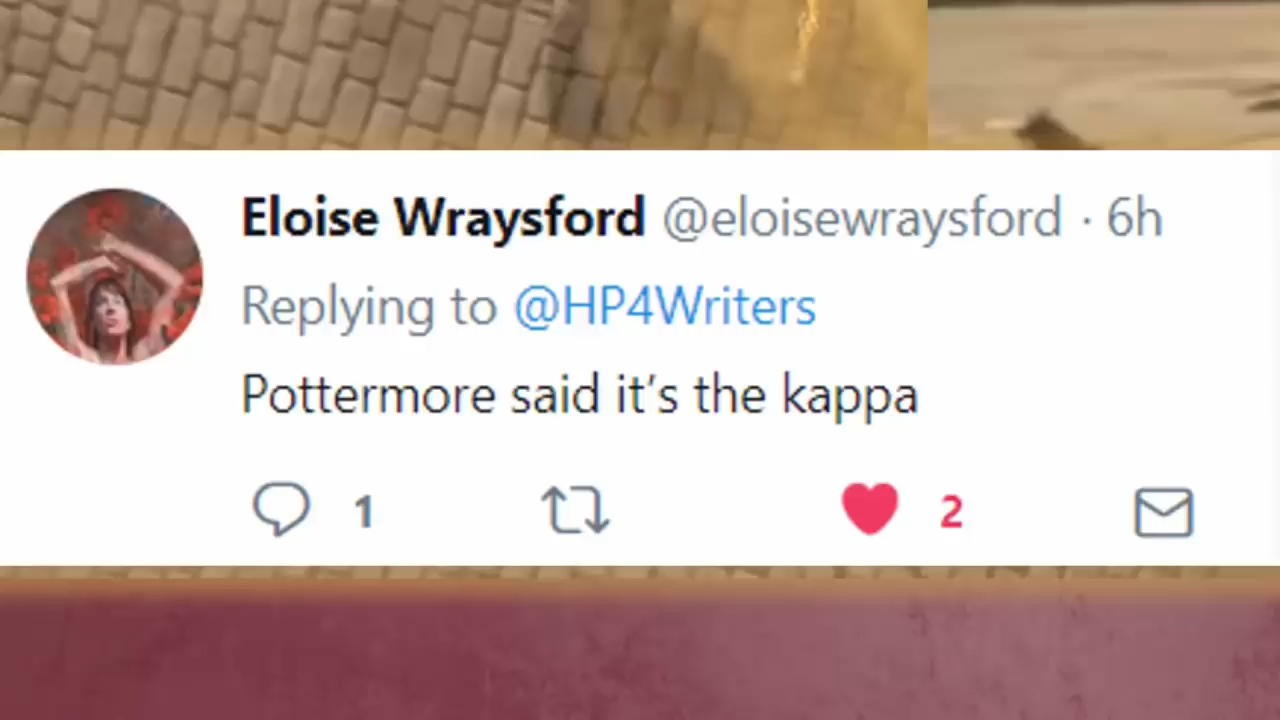 Eloise Wraysford @eloisewraysford · 6h
Replying to @HP4Writers
Pottermore said it's the kappa
1 2